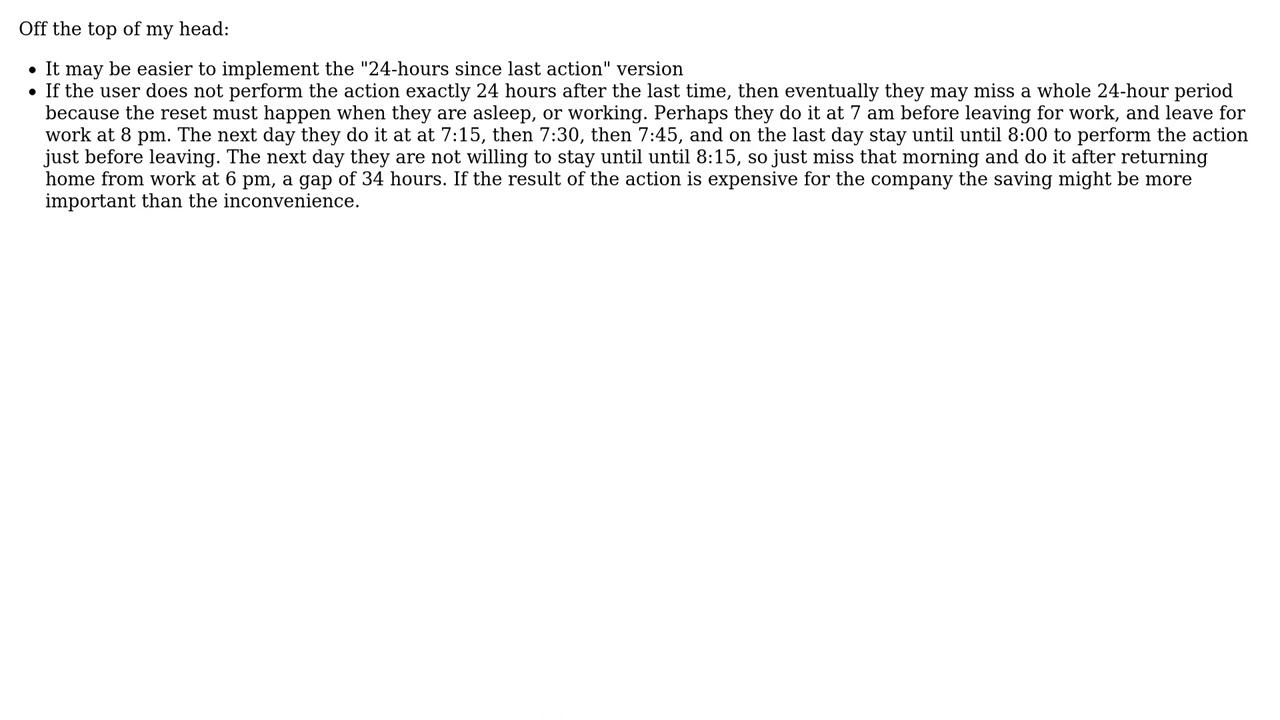 Off the top of my head:
• It may be easier to implement the "24-hours since last action" version
• If the user does not perform the action exactly 24 hours after the last time, then eventually they may miss a whole 24-hour period
because the reset must happen when they are asleep, or working. Perhaps they do it at 7 am before leaving for work, and leave for
work at 8 pm. The next day they do it at at 7:15, then 7:30, then 7:45, and on the last day stay until until 8:00 to perform the action
just before leaving. The next day they are not willing to stay until until 8:15, so just miss that morning and do it after returning
home from work at 6 pm, a gap of 34 hours. If the result of the action is expensive for the company the saving might be more
important than the inconvenience.